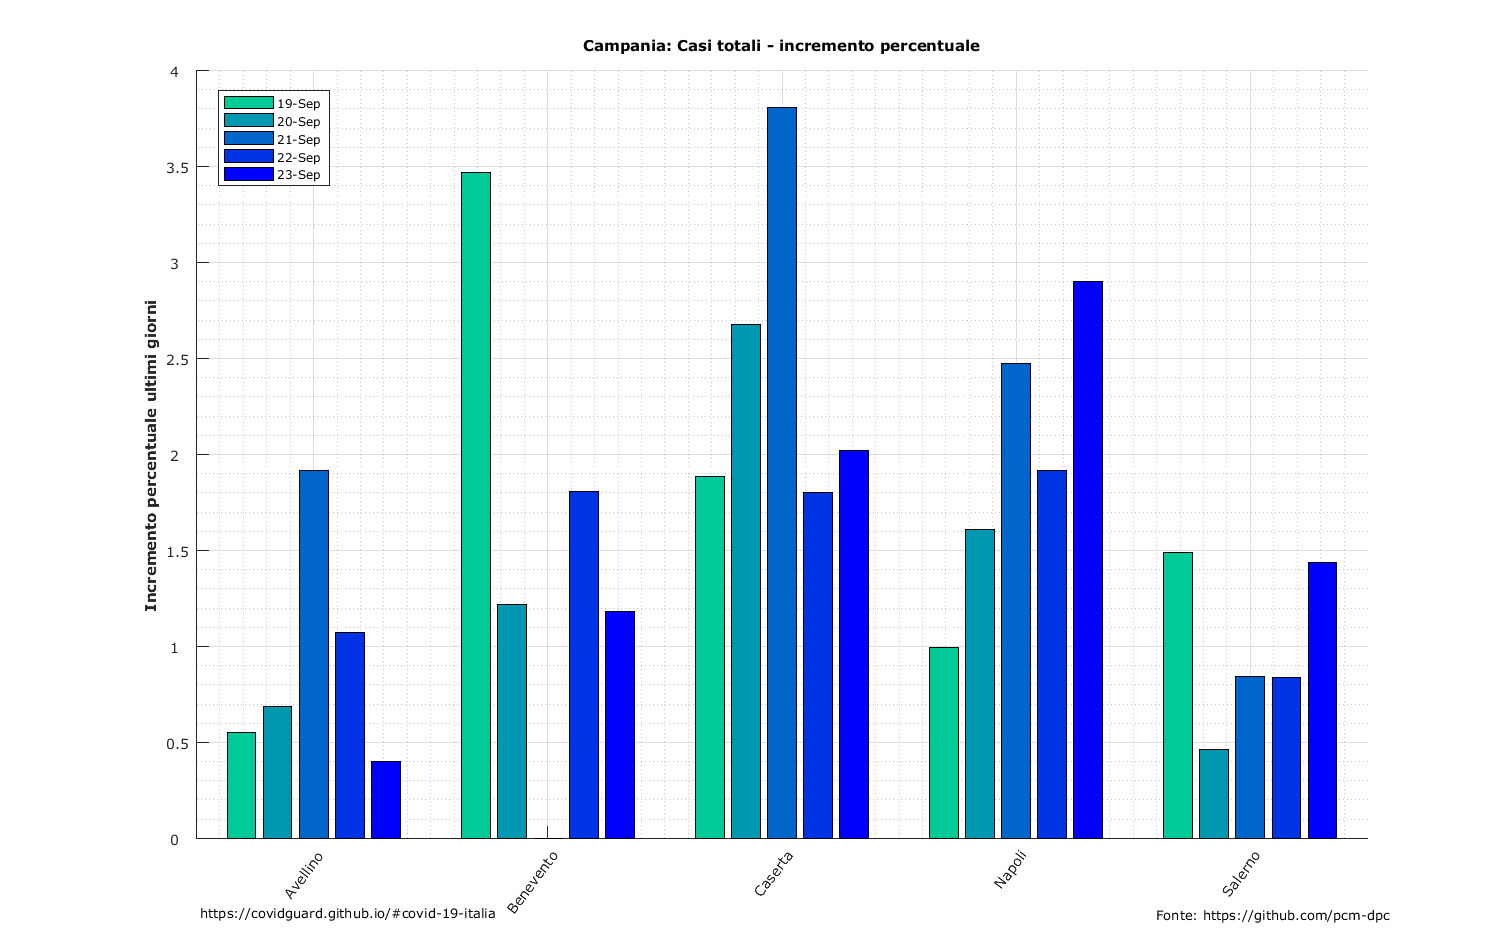 Campania: Casi totali - incremento percentuale
4
3.5
3
2.5
2
1.5
1
0.5
0
Incremento percentuale ultimi giorni
19-Sep
20-Sep
21-Sep
22-Sep
23-Sep
Avellino
Benevento
Caserta
Napoli
Salerno
https://covidguard.github.io/#covid-19-italia
Fonte: https://github.com/pcm-dpc